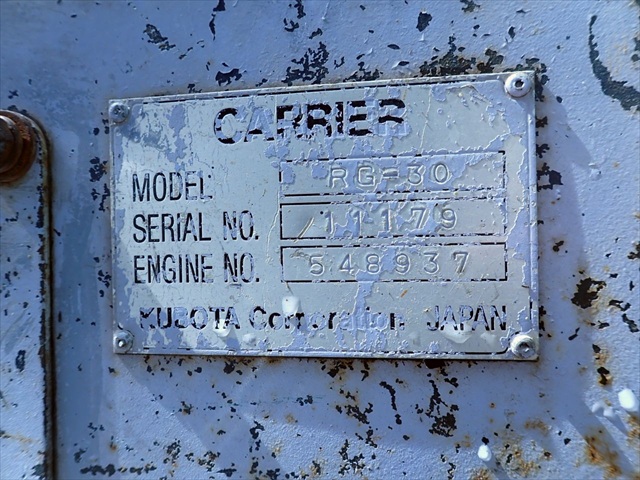 CARRIER
MODEL RG-30
SERIAL NO. 11179
ENGINE NO. 548937
KUBOTA Corporation JAPAN